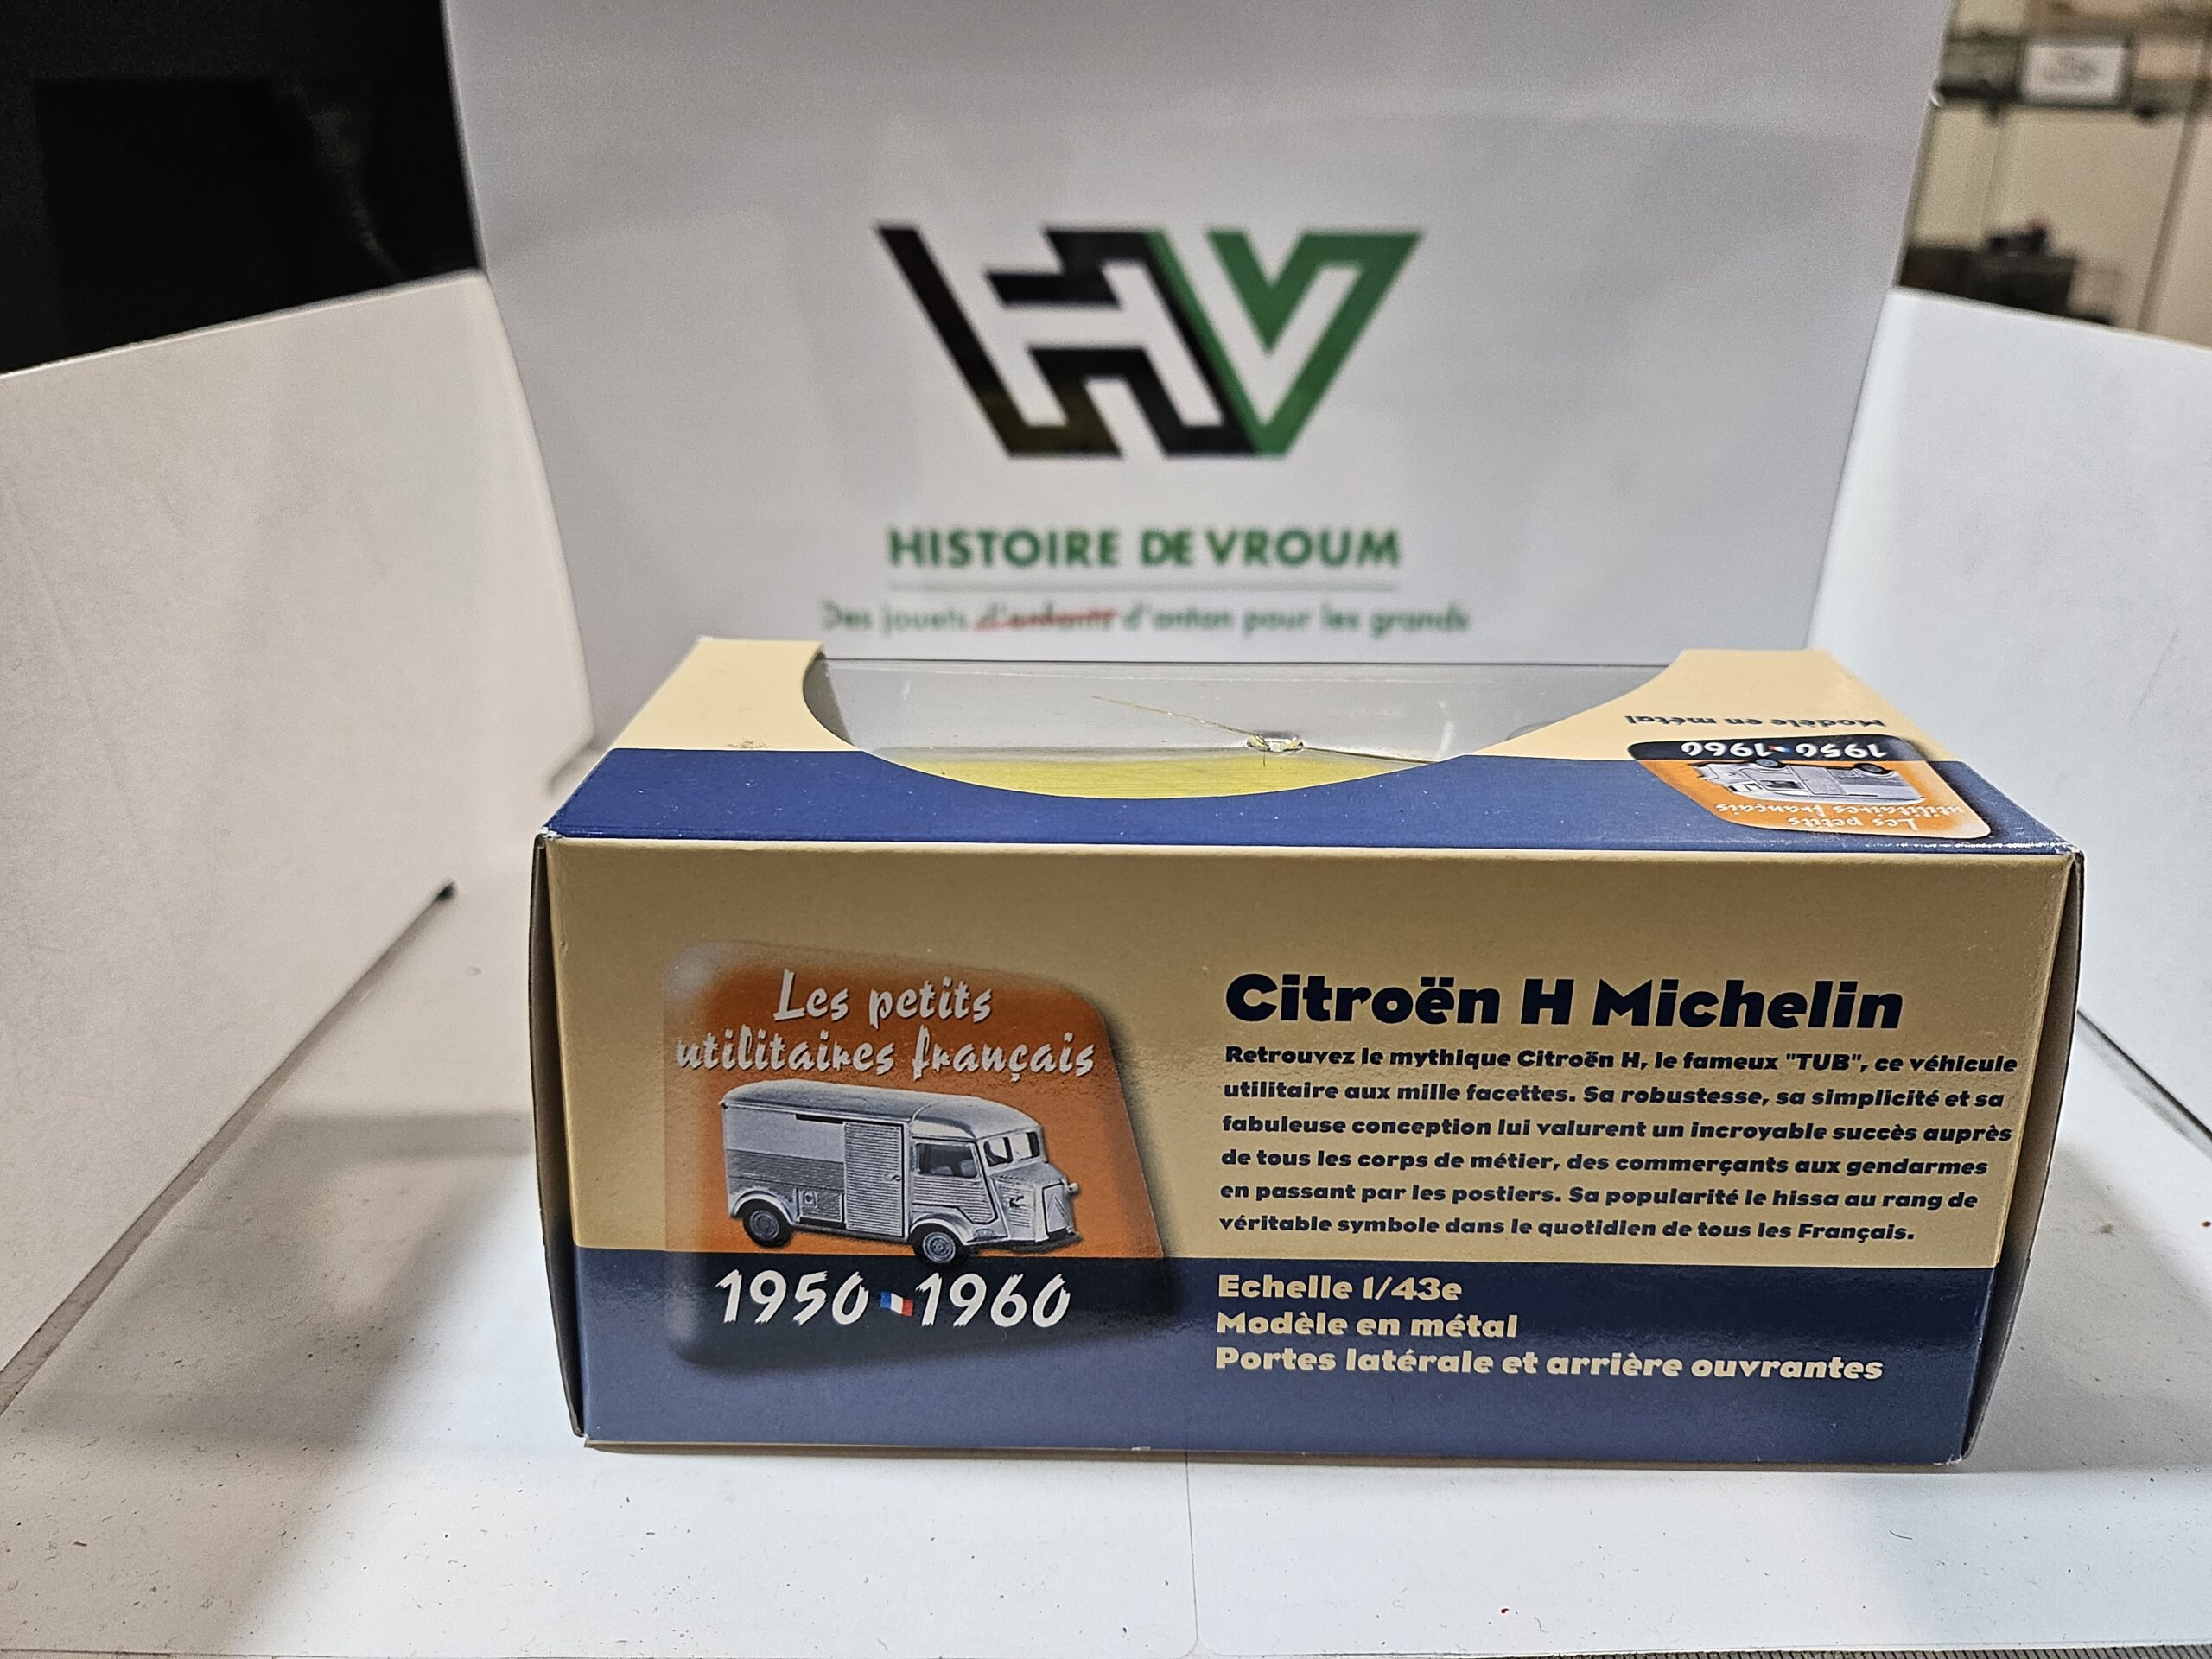 HV
HISTOIRE DE VROUM
Des jouets d'enfants d'antan pour les grands
Modèle en métal
1950 1960
Les petits
utilitaires français
Les petits
utilitaires français
1950 1960
Citroën H Michelin
Retrouvez le mythique Citroën H, le fameux "TUB", ce véhicule
utilitaire aux mille facettes. Sa robustesse, sa simplicité et sa
fabuleuse conception lui valurent un incroyable succès auprès
de tous les corps de métier, des commerçants aux gendarmes
en passant par les postiers. Sa popularité le hissa au rang de
véritable symbole dans le quotidien de tous les Français.
Echelle 1/43e
Modèle en métal
Portes latérale et arrière ouvrantes